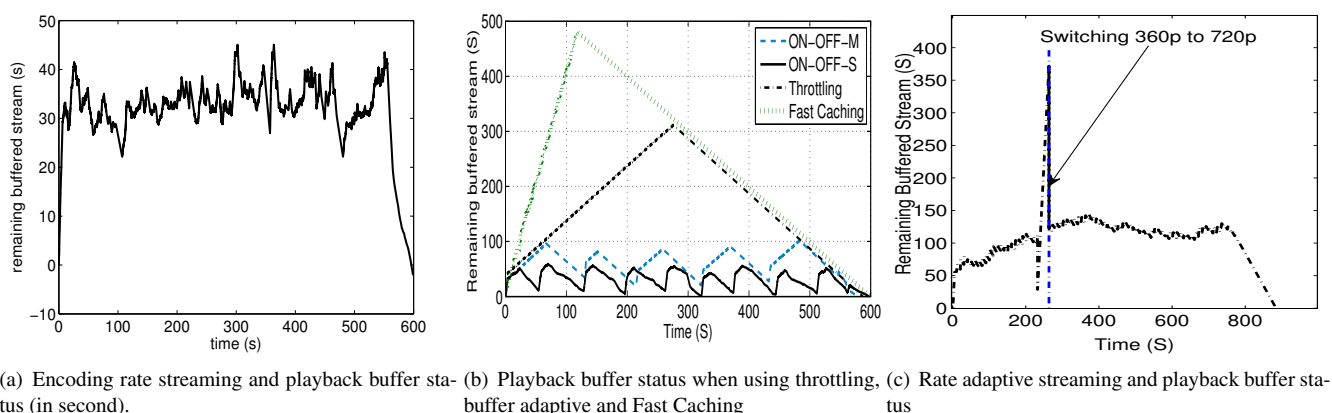 50
40
30
20
10
0
−10
0 100 200 300 400 500 600
remaining buffered stream (s)
time (s)
500
400
300
200
100
0
0 100 200 300 400 500 600
Remaining buffered stream (S)
Time (S)
ON−OFF−M
ON−OFF−S
Throttling
Fast Caching
400
350
300
250
200
150
100
50
0
0 200 400 600 800
Remaining Buffered Stream (S)
Time (S)
Switching 360p to 720p
(a) Encoding rate streaming and playback buffer sta-
tus (in second).
(b) Playback buffer status when using throttling,
buffer adaptive and Fast Caching
(c) Rate adaptive streaming and playback buffer sta-
tus